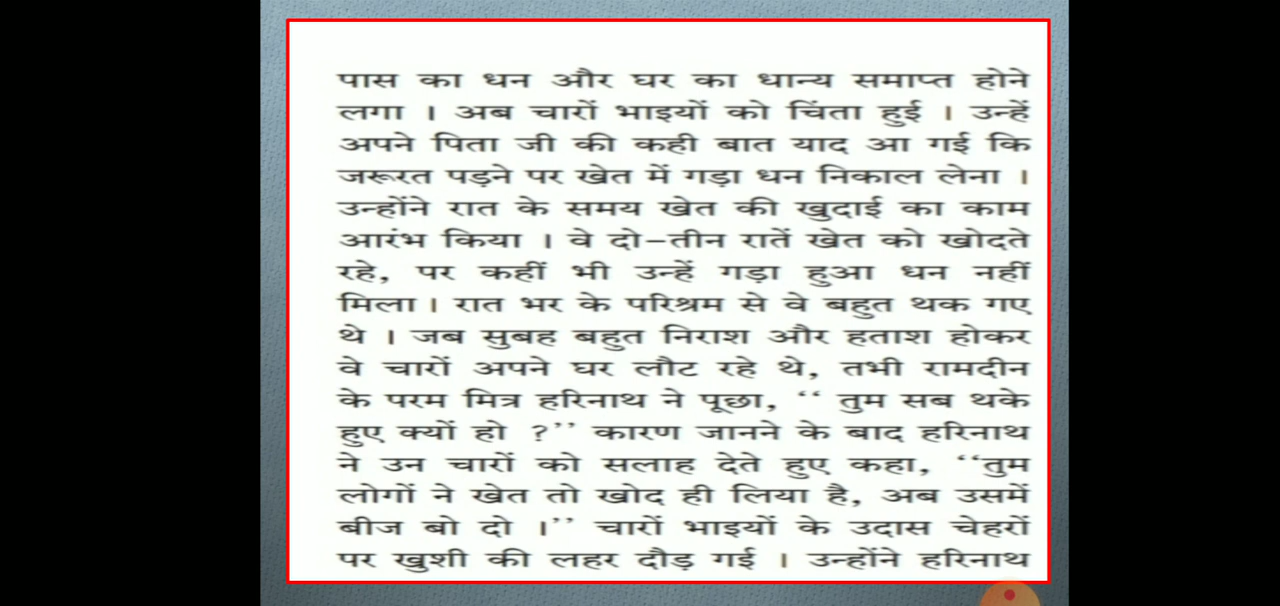 पास का धन और घर का धान्य समाप्त होने
लगा । अब चारों भाइयों को चिंता हुई । उन्हें
अपने पिता जी की कही बात याद आ गई कि
जरूरत पड़ने पर खेत में गड़ा धन निकाल लेना ।
उन्होंने रात के समय खेत की खुदाई का काम
आरंभ किया । वे दो–तीन रातें खेत को खोदते
रहे, पर कहीं भी उन्हें गड़ा हुआ धन नहीं
मिला । रात भर के परिश्रम से वे बहुत थक गए
थे । जब सुबह बहुत निराश और हताश होकर
वे चारों अपने घर लौट रहे थे, तभी रामदीन
के परम मित्र हरिनाथ ने पूछा, ‘‘ तुम सब थके
हुए क्यों हो ?’’ कारण जानने के बाद हरिनाथ
ने उन चारों को सलाह देते हुए कहा, ‘‘तुम
लोगों ने खेत तो खोद ही लिया है, अब उसमें
बीज बो दो ।’’ चारों भाइयों के उदास चेहरों
पर खुशी की लहर दौड़ गई । उन्होंने हरिनाथ